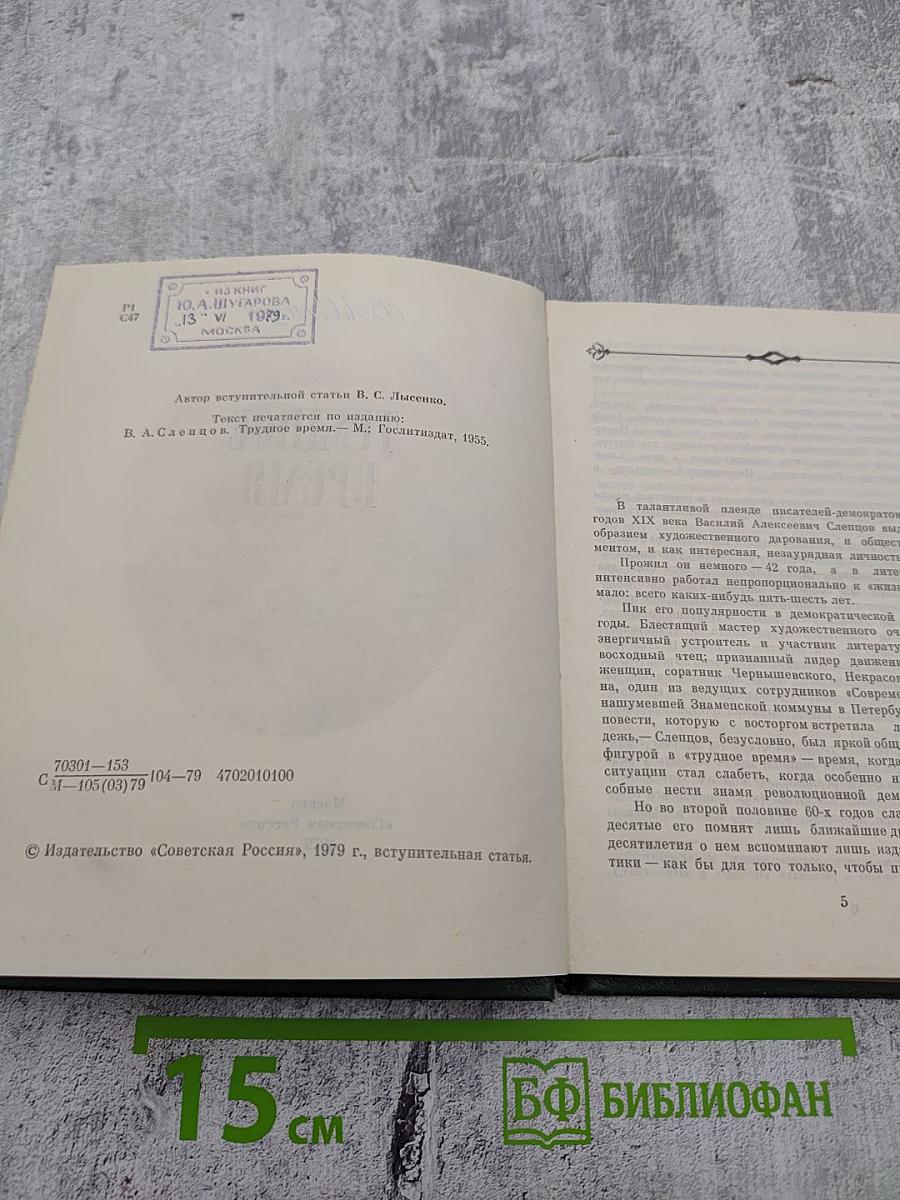 Р1
С47
ИЗ КНИГ
Ю.А.ШУГАРОВА
„13" VI 1979г.
МОСКВА
Автор вступительной статьи В. С. Лысенко.
Текст печатается по изданию:
В. А. Слепцов. Трудное время.— М.: Гослитиздат, 1955.
С 70301—153
М—105(03)79 104—79 4702010100
© Издательство «Советская Россия», 1979 г., вступительная статья.
В талантливой плеяде писателей-демократов
годов XIX века Василий Алексеевич Слепцов выд
образием художественного дарования, и общест
ментом, и как интересная, незаурядная личность
Прожил он немного — 42 года, а в лите
интенсивно работал непропорционально к «жизн
мало: всего каких-нибудь пять-шесть лет.
Пик его популярности в демократической
годы. Блестящий мастер художественного оч
энергичный устроитель и участник литерату
восходный чтец; признанный лидер движени
женщин, соратник Чернышевского, Некрасов
на, один из ведущих сотрудников «Современ
нашумевшей Знаменской коммуны в Петербу
повести, которую с восторгом встретила л
дежь,— Слепцов, безусловно, был яркой общ
фигурой в «трудное время» — время, когда
ситуации стал слабеть, когда особенно н
собные нести знамя революционной дем
Но во второй половине 60-х годов сла
десятые его помнят лишь ближайшие др
десятилетия о нем вспоминают лишь изд
тики — как бы для того только, чтобы п
5
15 см
БФ БИБЛИОФАН